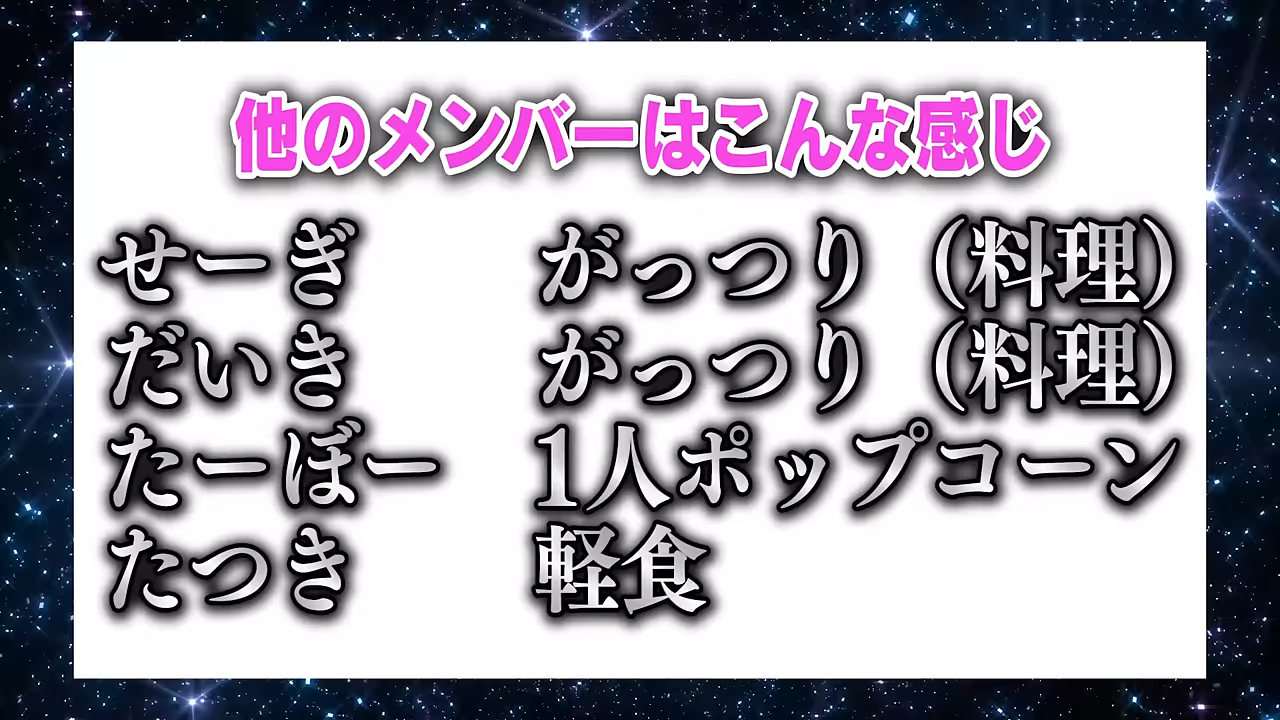 他のメンバーはこんな感じ
せーぎ がっつり（料理）
だいき がっつり（料理）
たーぼー 1人ポップコーン
たつき 軽食